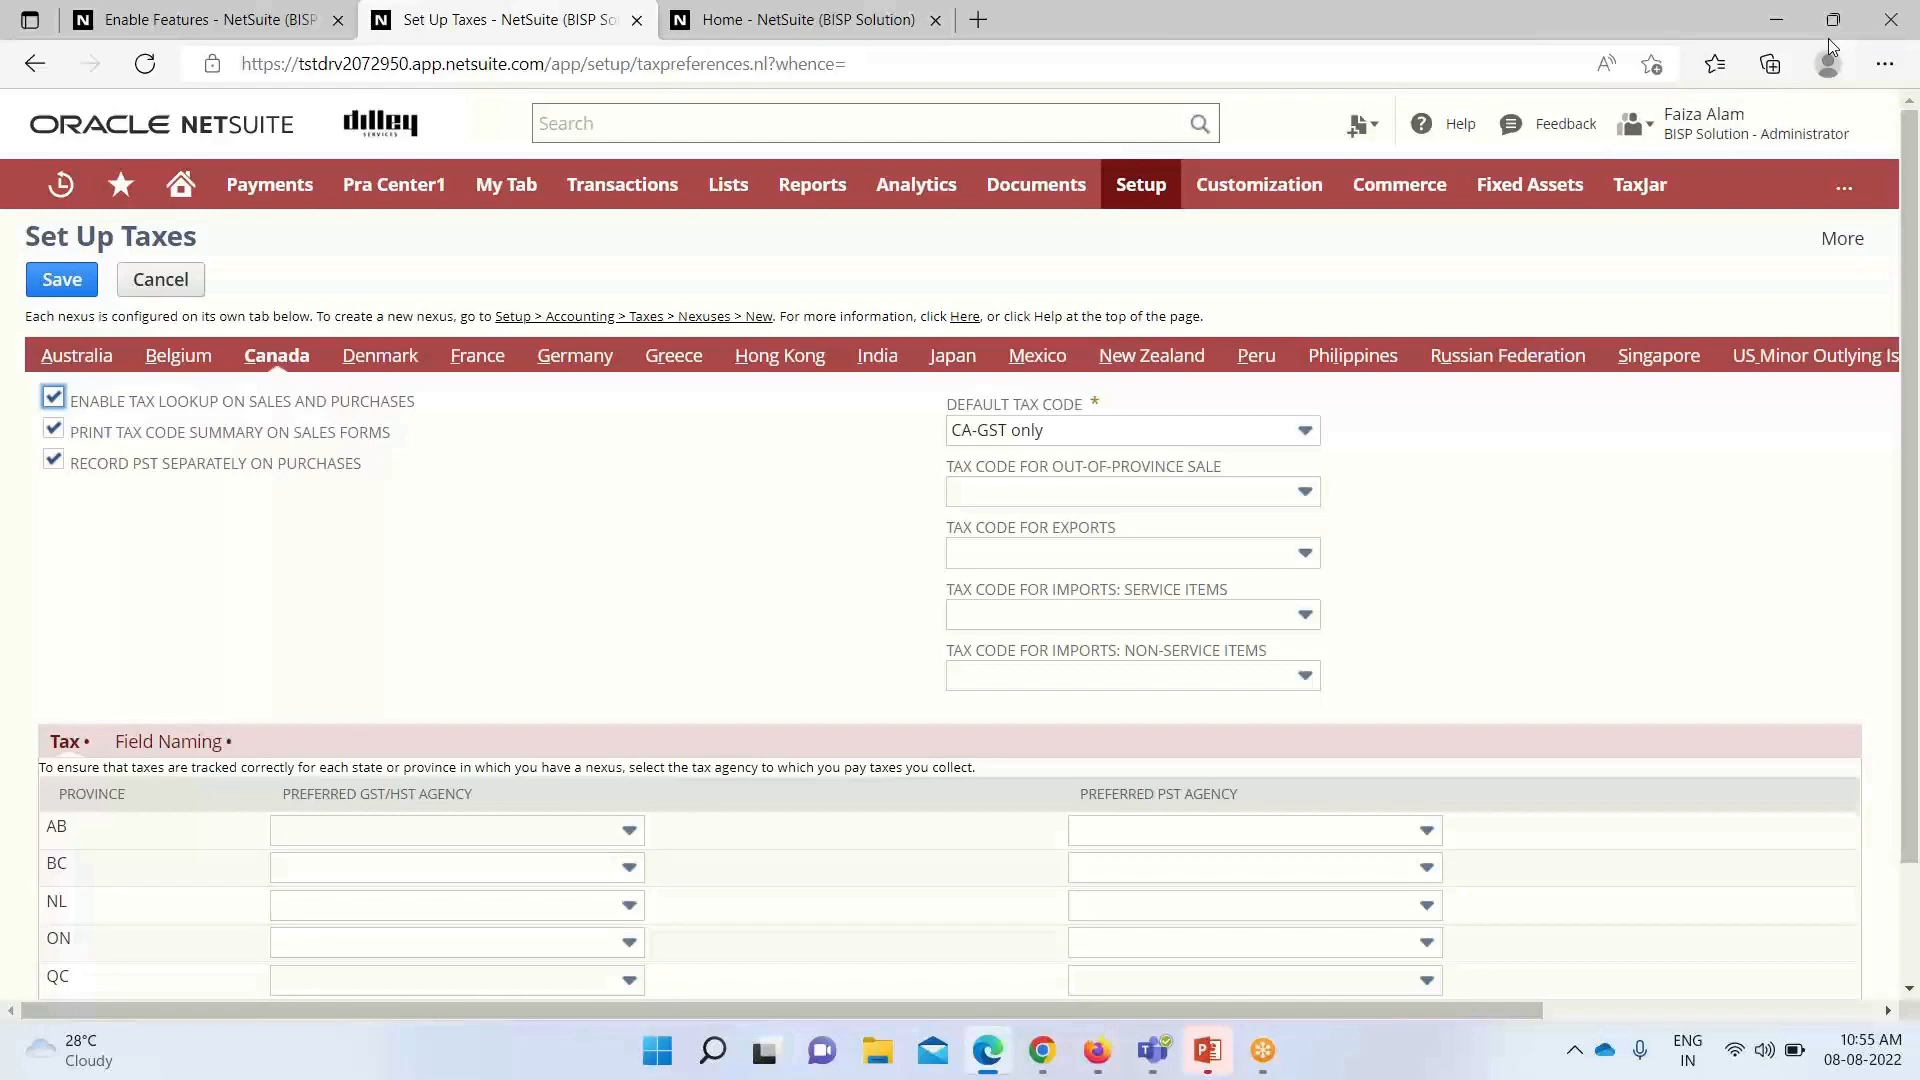 Enable Features - NetSuite (BISP
Set Up Taxes - NetSuite (BISP So
Home - NetSuite (BISP Solution)
https://tstdrv2072950.app.netsuite.com/app/setup/taxpreferences.nl?whence=
ORACLE NETSUITE
dilley
SERVICES
Search
Help
Feedback
Faiza Alam
BISP Solution - Administrator
Payments Pra Center1 My Tab Transactions Lists Reports Analytics Documents Setup Customization Commerce Fixed Assets TaxJar ...
Set Up Taxes
More
Save Cancel
Each nexus is configured on its own tab below. To create a new nexus, go to Setup > Accounting > Taxes > Nexuses > New. For more information, click Here, or click Help at the top of the page.
Australia Belgium Canada Denmark France Germany Greece Hong Kong India Japan Mexico New Zealand Peru Philippines Russian Federation Singapore US Minor Outlying Is
ENABLE TAX LOOKUP ON SALES AND PURCHASES
PRINT TAX CODE SUMMARY ON SALES FORMS
RECORD PST SEPARATELY ON PURCHASES
DEFAULT TAX CODE *
CA-GST only
TAX CODE FOR OUT-OF-PROVINCE SALE
TAX CODE FOR EXPORTS
TAX CODE FOR IMPORTS: SERVICE ITEMS
TAX CODE FOR IMPORTS: NON-SERVICE ITEMS
Tax • Field Naming •
To ensure that taxes are tracked correctly for each state or province in which you have a nexus, select the tax agency to which you pay taxes you collect.
PROVINCE PREFERRED GST/HST AGENCY PREFERRED PST AGENCY
AB
BC
NL
ON
QC
28°C
Cloudy
ENG
IN
10:55 AM
08-08-2022